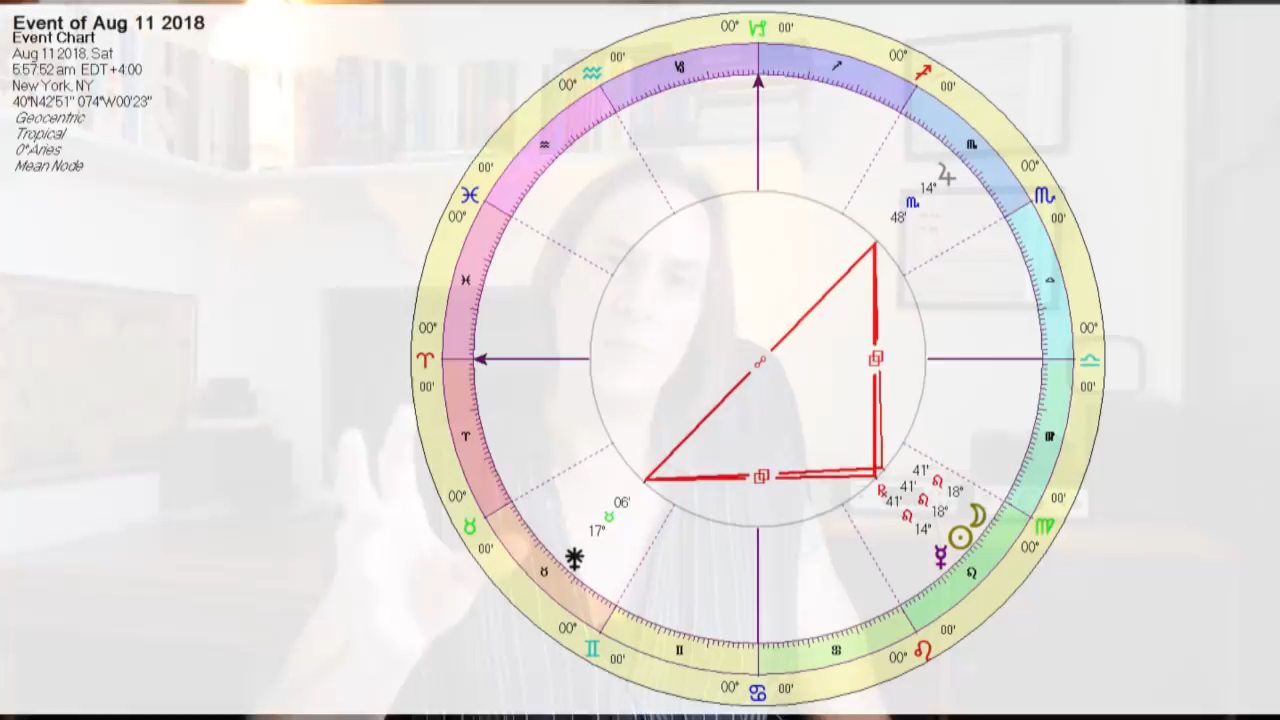 Event of Aug 11 2018
Event Chart
Aug 11 2018, Sat
5:57:52 am EDT +4:00
New York, NY
40°N42'51" 074°W00'23"
Geocentric
Tropical
0° Aries
Mean Node
00° ♑ 00'
00° ♐ 00'
00° ♏ 00'
00° ♎ 00'
00° ♍ 00'
00° ♌ 00'
00° ♋ 00'
00° ♊ 00'
00° ♉ 00'
00° ♈ 00'
00° ♓ 00'
00° ♒ 00'
♃ 14° ♏ 48'
☽ 18° ♌ 41'
☉ 18° ♌ 41'
☿ 14° ♌ 41' ℞
17° ♉ 06'